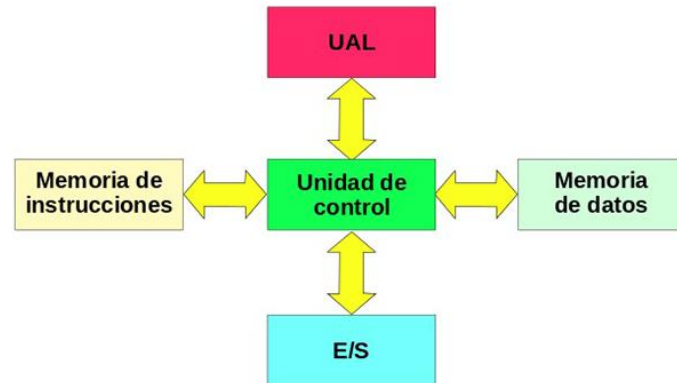 UAL
Memoria de
instrucciones
Unidad de
control
Memoria
de datos
E/S